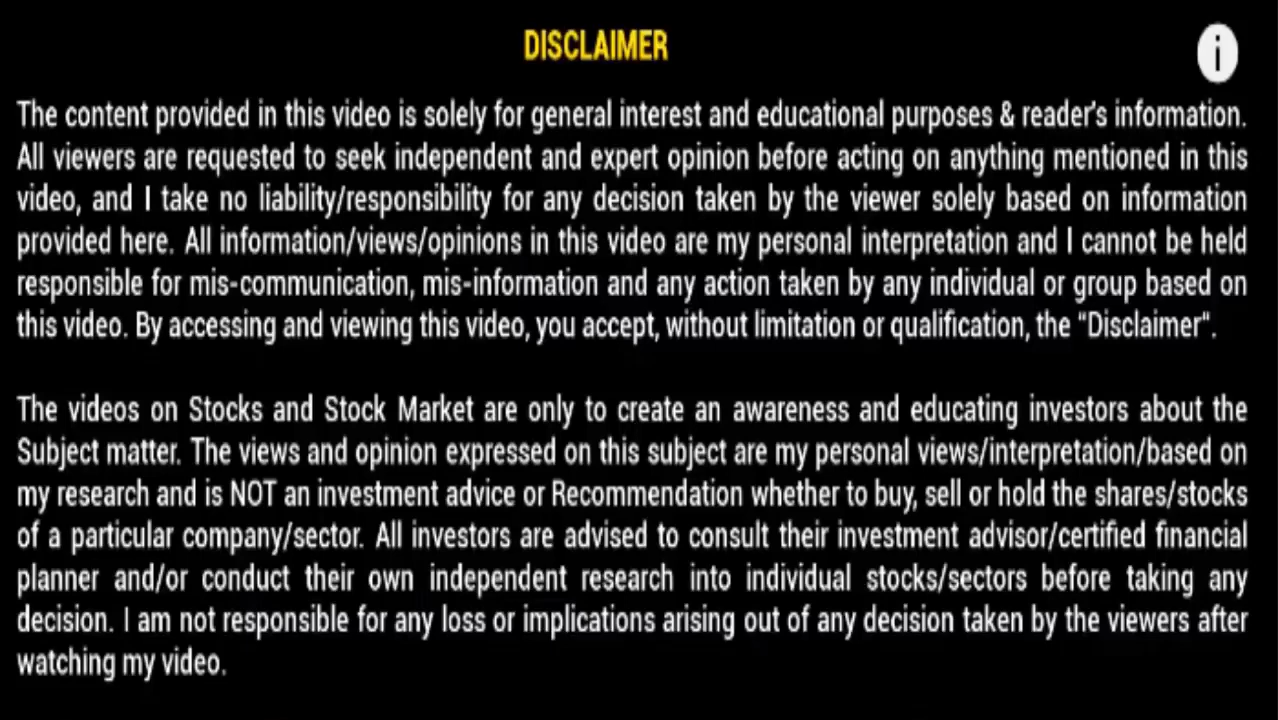 DISCLAIMER
i
The content provided in this video is solely for general interest and educational purposes & reader's information.
All viewers are requested to seek independent and expert opinion before acting on anything mentioned in this
video, and I take no liability/responsibility for any decision taken by the viewer solely based on information
provided here. All information/views/opinions in this video are my personal interpretation and I cannot be held
responsible for mis-communication, mis-information and any action taken by any individual or group based on
this video. By accessing and viewing this video, you accept, without limitation or qualification, the "Disclaimer".
The videos on Stocks and Stock Market are only to create an awareness and educating investors about the
Subject matter. The views and opinion expressed on this subject are my personal views/interpretation/based on
my research and is NOT an investment advice or Recommendation whether to buy, sell or hold the shares/stocks
of a particular company/sector. All investors are advised to consult their investment advisor/certified financial
planner and/or conduct their own independent research into individual stocks/sectors before taking any
decision. I am not responsible for any loss or implications arising out of any decision taken by the viewers after
watching my video.